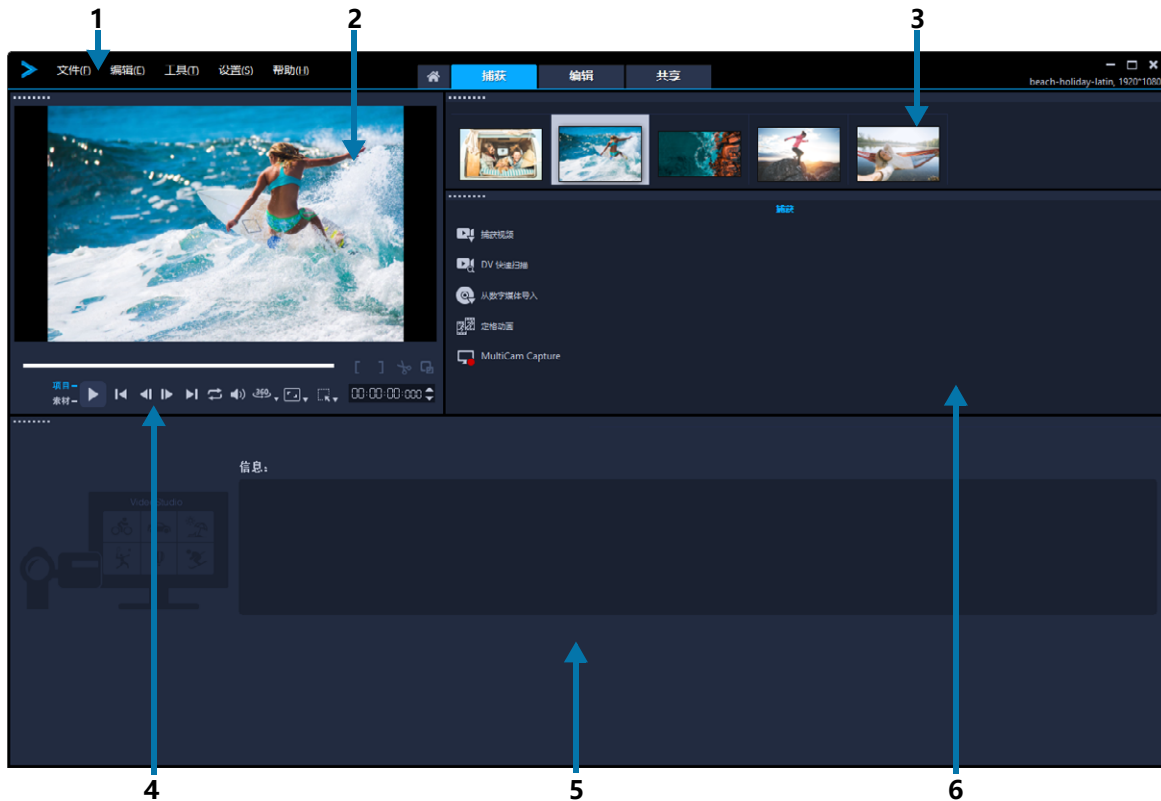 1 2 3
文件(F) 编辑(E) 工具(T) 设置(S) 帮助(H)
捕获 编辑 共享
beach-holiday-latin, 1920*1080
捕获
捕获视频
DV 快速扫描
从数字媒体导入
定格动画
MultiCam Capture
项目
素材
360
00:00:00:000
信息：
VideoStudio
4 5 6